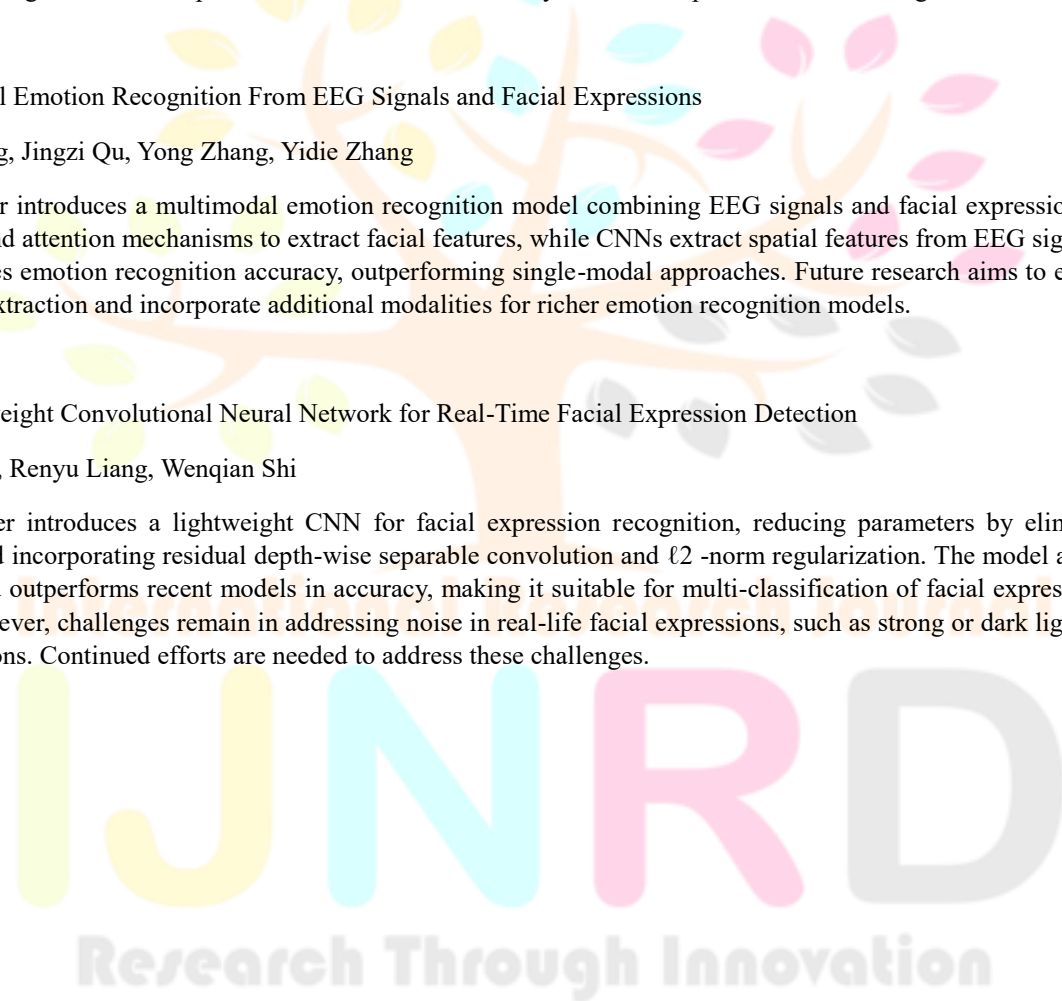 l Emotion Recognition From EEG Signals and Facial Expressions
g, Jingzi Qu, Yong Zhang, Yidie Zhang
r introduces a multimodal emotion recognition model combining EEG signals and facial expressio
nd attention mechanisms to extract facial features, while CNNs extract spatial features from EEG sig
es emotion recognition accuracy, outperforming single-modal approaches. Future research aims to e
xtraction and incorporate additional modalities for richer emotion recognition models.
eight Convolutional Neural Network for Real-Time Facial Expression Detection
, Renyu Liang, Wenqian Shi
er introduces a lightweight CNN for facial expression recognition, reducing parameters by elim
d incorporating residual depth-wise separable convolution and ℓ2 -norm regularization. The model a
outperforms recent models in accuracy, making it suitable for multi-classification of facial expres
International Research Journal
ever, challenges remain in addressing noise in real-life facial expressions, such as strong or dark lig
ons. Continued efforts are needed to address these challenges.
IJNRD
Research Through Innovation